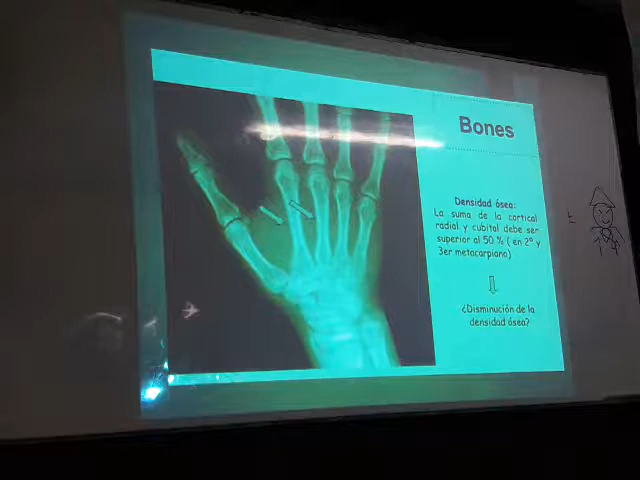 Bones
Densidad ósea:
La suma de la cortical
radial y cubital debe ser
superior al 50 % ( en 2º y
3er metacarpiano)
¿Disminución de la
densidad ósea?